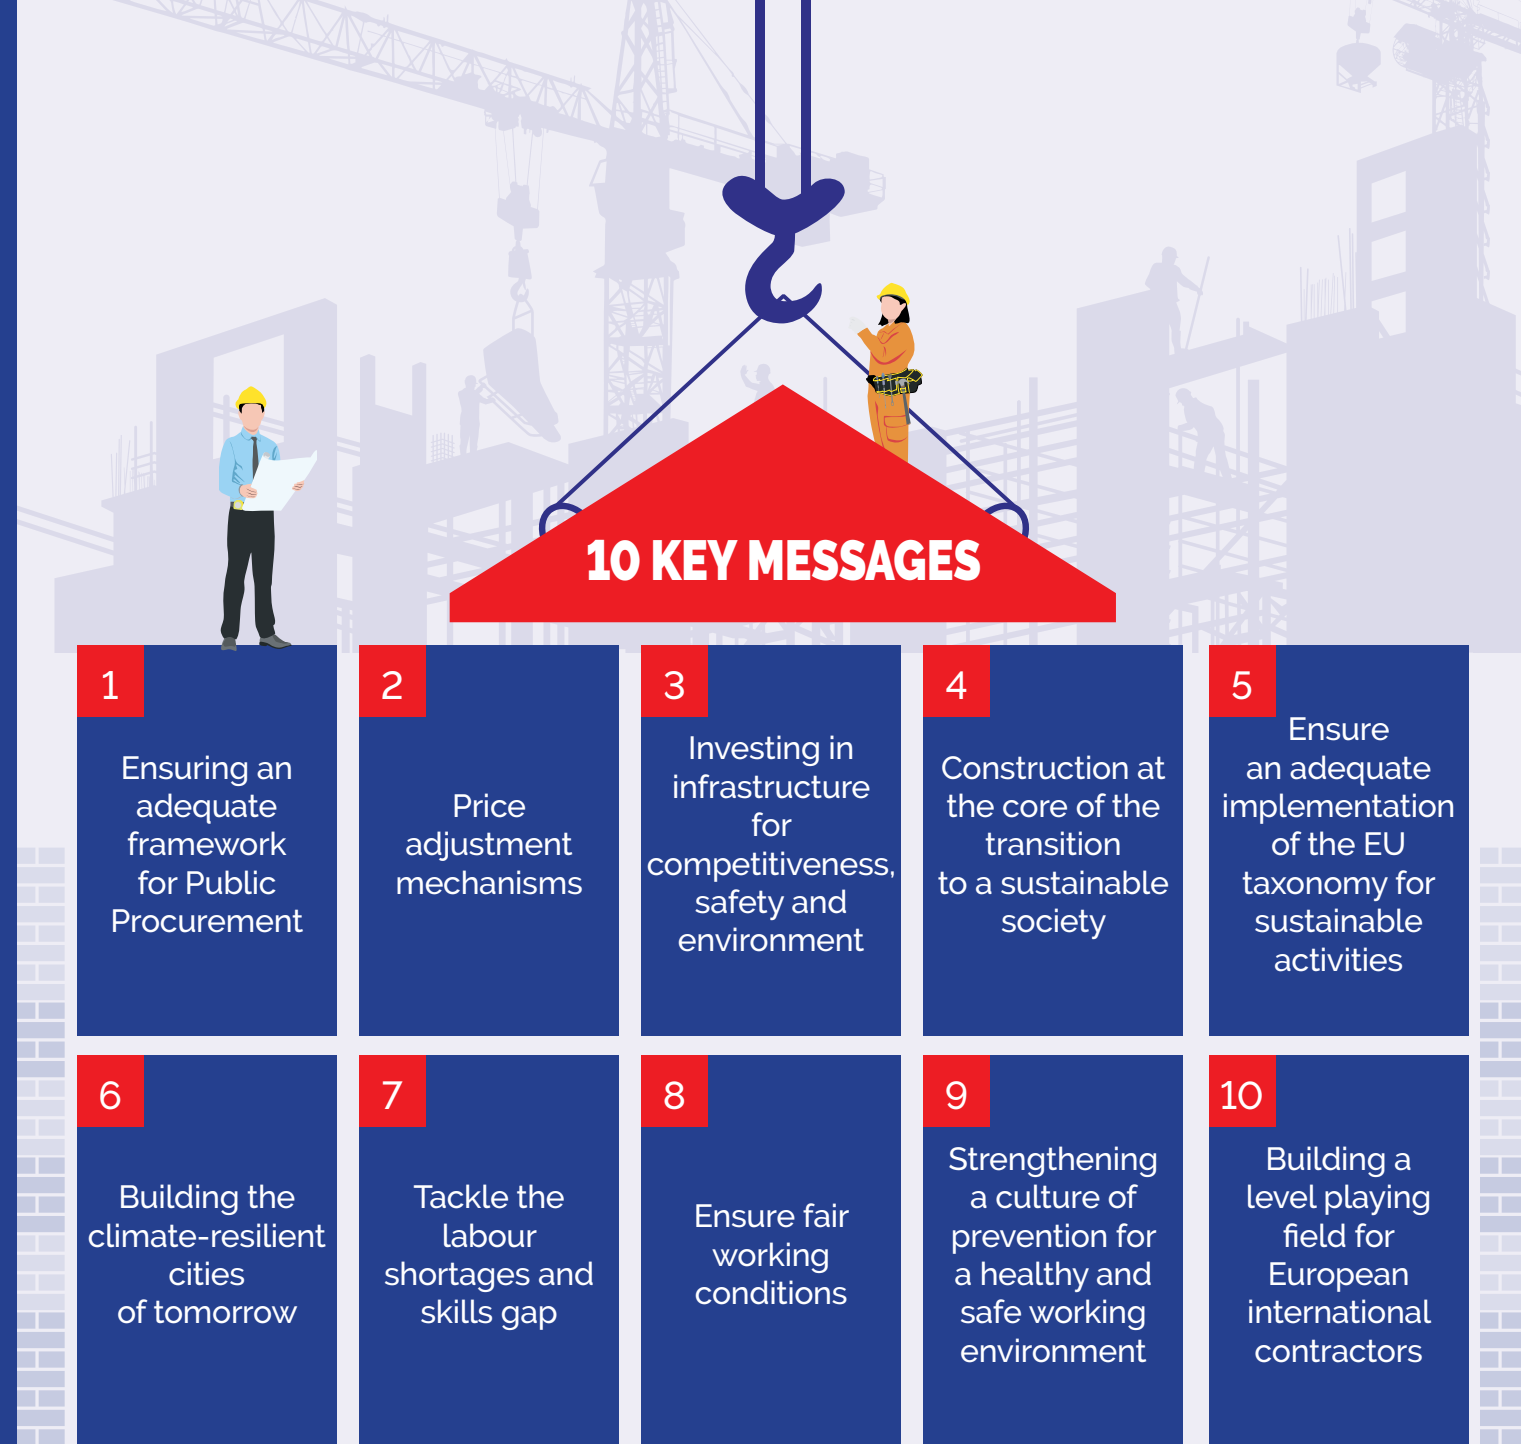 10 KEY MESSAGES
1
Ensuring an
adequate
framework
for Public
Procurement
2
Price
adjustment
mechanisms
3
Investing in
infrastructure
for
competitiveness,
safety and
environment
4
Construction at
the core of the
transition
to a sustainable
society
5
Ensure
an adequate
implementation
of the EU
taxonomy for
sustainable
activities
6
Building the
climate-resilient
cities
of tomorrow
7
Tackle the
labour
shortages and
skills gap
8
Ensure fair
working
conditions
9
Strengthening
a culture of
prevention for
a healthy and
safe working
environment
10
Building a
level playing
field for
European
international
contractors